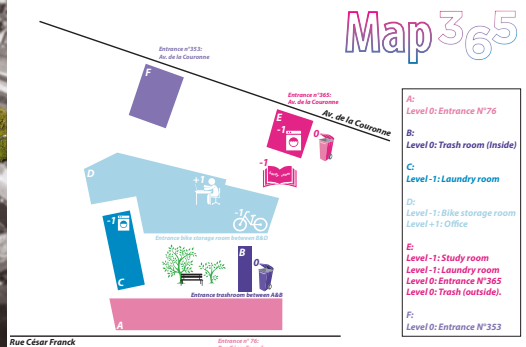 Map 365
Entrance n°353:
Av. de la Couronne
F
Entrance n°365:
Av. de la Couronne
Av. de la Couronne
E
-1
0
-1
study room
D
+1
-1
Entrance bike storage room between B&D
-1
C
B
0
Entrance trashroom between A&B
A
Rue César Franck
Entrance n° 76:
A:
Level 0: Entrance N°76
B:
Level 0: Trash room (Inside)
C:
Level -1: Laundry room
D:
Level -1: Bike storage room
Level +1: Office
E:
Level -1: Study room
Level -1: Laundry room
Level 0: Entrance N°365
Level 0: Trash (outside).
F:
Level 0: Entrance N°353